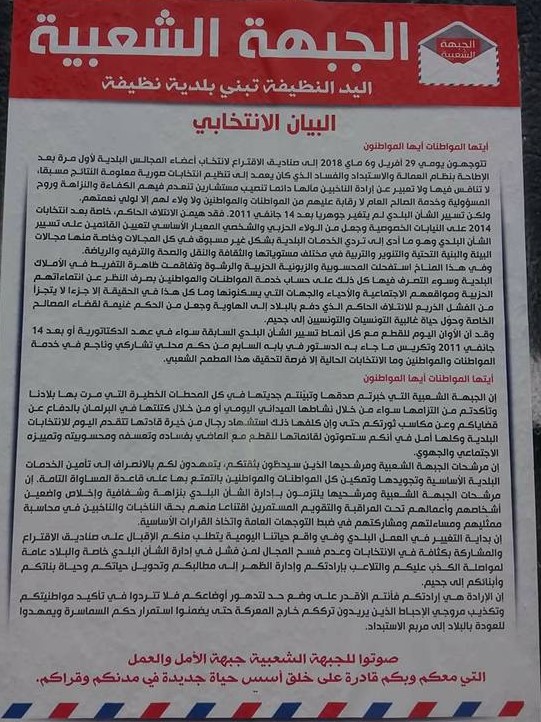 الجبهة الشعبية
الجبهة
الشعبية
اليد النظيفة تبني بلدية نظيفة
البيان الانتخابي
أيتها المواطنات أيها المواطنون
تتوجهون يومي 29 أفريل و6 ماي 2018 إلى صناديق الاقتراع لانتخاب أعضاء المجالس البلدية لأول مرة بعد
الإطاحة بنظام العمالة والاستبداد والفساد الذي كان يعمد إلى تنظيم انتخابات صورية معلومة النتائج مسبقا،
لا تنافس فيها ولا تعبير عن إرادة الناخبين مآلها دائما تنصيب مستشارين تنعدم فيهم الكفاءة والنزاهة وروح
المسؤولية وخدمة الصالح العام لا رقابة عليهم من المواطنات والمواطنين ولا ولاء لهم إلا لولي نعمتهم.
ولكن تسيير الشأن البلدي لم يتغير جوهريا بعد 14 جانفي 2011. فقد هيمن الائتلاف الحاكم، خاصة بعد انتخابات
2014 على النيابات الخصوصية وجعل من الولاء الحزبي والشخصي المعيار الأساسي لتعيين القائمين على تسيير
الشأن البلدي وهو ما أدى إلى تردي الخدمات البلدية بشكل غير مسبوق في كل المجالات وخاصة منها مجالات
البيئة والبنية التحتية والتنوير والتربية في مختلف مستوياتها والثقافة والنقل والصحة والترفيه والرياضة.
وفي هذا المناخ استفحلت المحسوبية والزبونية الحزبية والرشوة وتفاقمت ظاهرة التفريط في الأملاك
البلدية وسوء التصرف فيها كل ذلك على حساب خدمة المواطنات والمواطنين بصرف النظر عن انتماءاتهم
الحزبية ومواقعهم الاجتماعية والأحياء والجهات التي يسكنونها وما كل هذا في الحقيقة إلا جزءا لا يتجزأ
من الفشل الذريع للائتلاف الحاكم الذي دفع بالبلاد إلى الهاوية وجعل من الحكم غنيمة لقضاء المصالح
الخاصة وحوّل حياة غالبية التونسيات والتونسيين إلى جحيم.
وقد آن الأوان اليوم للقطع مع كل أنماط تسيير الشأن البلدي السابقة سواء في عهد الدكتاتورية أو بعد 14
جانفي 2011 وتكريس ما جاء به الدستور في بابه السابع من حكم محلي تشاركي وناجع في خدمة
المواطنات والمواطنين وما الانتخابات الحالية إلا فرصة لتحقيق هذا المطمح الشعبي.
أيتها المواطنات أيها المواطنون
إن الجبهة الشعبية التي خبرتم صدقها وتبيّنتم جديتها في كل المحطات الخطيرة التي مرت بها بلادنا
وتأكدتم من التزامها سواء من خلال نشاطها الميداني اليومي أو من خلال كتلتها في البرلمان بالدفاع عن
قضاياكم وعن مكاسب ثورتكم حتى وإن كلفها ذلك استشهاد رجال من خيرة قادتها تتقدم اليوم للانتخابات
البلدية وكلها أمل في أنكم ستصوتون لقائماتها للقطع مع الماضي بفساده وتعسفه ومحسوبيته وتمييزه
الاجتماعي والجهوي.
إن مرشحات الجبهة الشعبية ومرشحيها الذين سيحظون بثقتكم، يتعهدون لكم بالانصراف إلى تأمين الخدمات
البلدية الأساسية وتجويدها وتمكين كل المواطنات والمواطنين بالتمتع بها على قاعدة المساواة التامة. إن
مرشحات الجبهة الشعبية ومرشحيها يلتزمون بإدارة الشأن البلدي بنزاهة وشفافية وإخلاص واضعين
أشخاصهم وأعمالهم تحت المراقبة والتقويم المستمرين اقتناعا منهم بحق الناخبات والناخبين في محاسبة
ممثليهم ومساءلتهم ومشاركتهم في ضبط التوجهات العامة واتخاذ القرارات الأساسية.
إن بداية التغيير في العمل البلدي وفي واقع حياتنا اليومية يتطلب منكم الإقبال على صناديق الاقتراع
والمشاركة بكثافة في الانتخابات وعدم فسح المجال لمن فشل في إدارة الشأن البلدي خاصة والبلاد عامة
لمواصلة الكذب عليكم والتلاعب بإرادتكم وإدارة الظهر إلى مطالبكم وتحويل حياتكم وحياة بناتكم
وأبنائكم إلى جحيم.
إن الإرادة هي إرادتكم فأنتم الأقدر على وضع حد لتدهور أوضاعكم فلا تترددوا في تأكيد مواطنيتكم
وتكذيب مروجي الإحباط الذين يريدون ترككم خارج المعركة حتى يضمنوا استمرار حكم السماسرة ويمهدوا
للعودة بالبلاد إلى مربع الاستبداد.
صوتوا للجبهة الشعبية جبهة الأمل والعمل
التي معكم وبكم قادرة على خلق أسس حياة جديدة في مدنكم وقراكم.